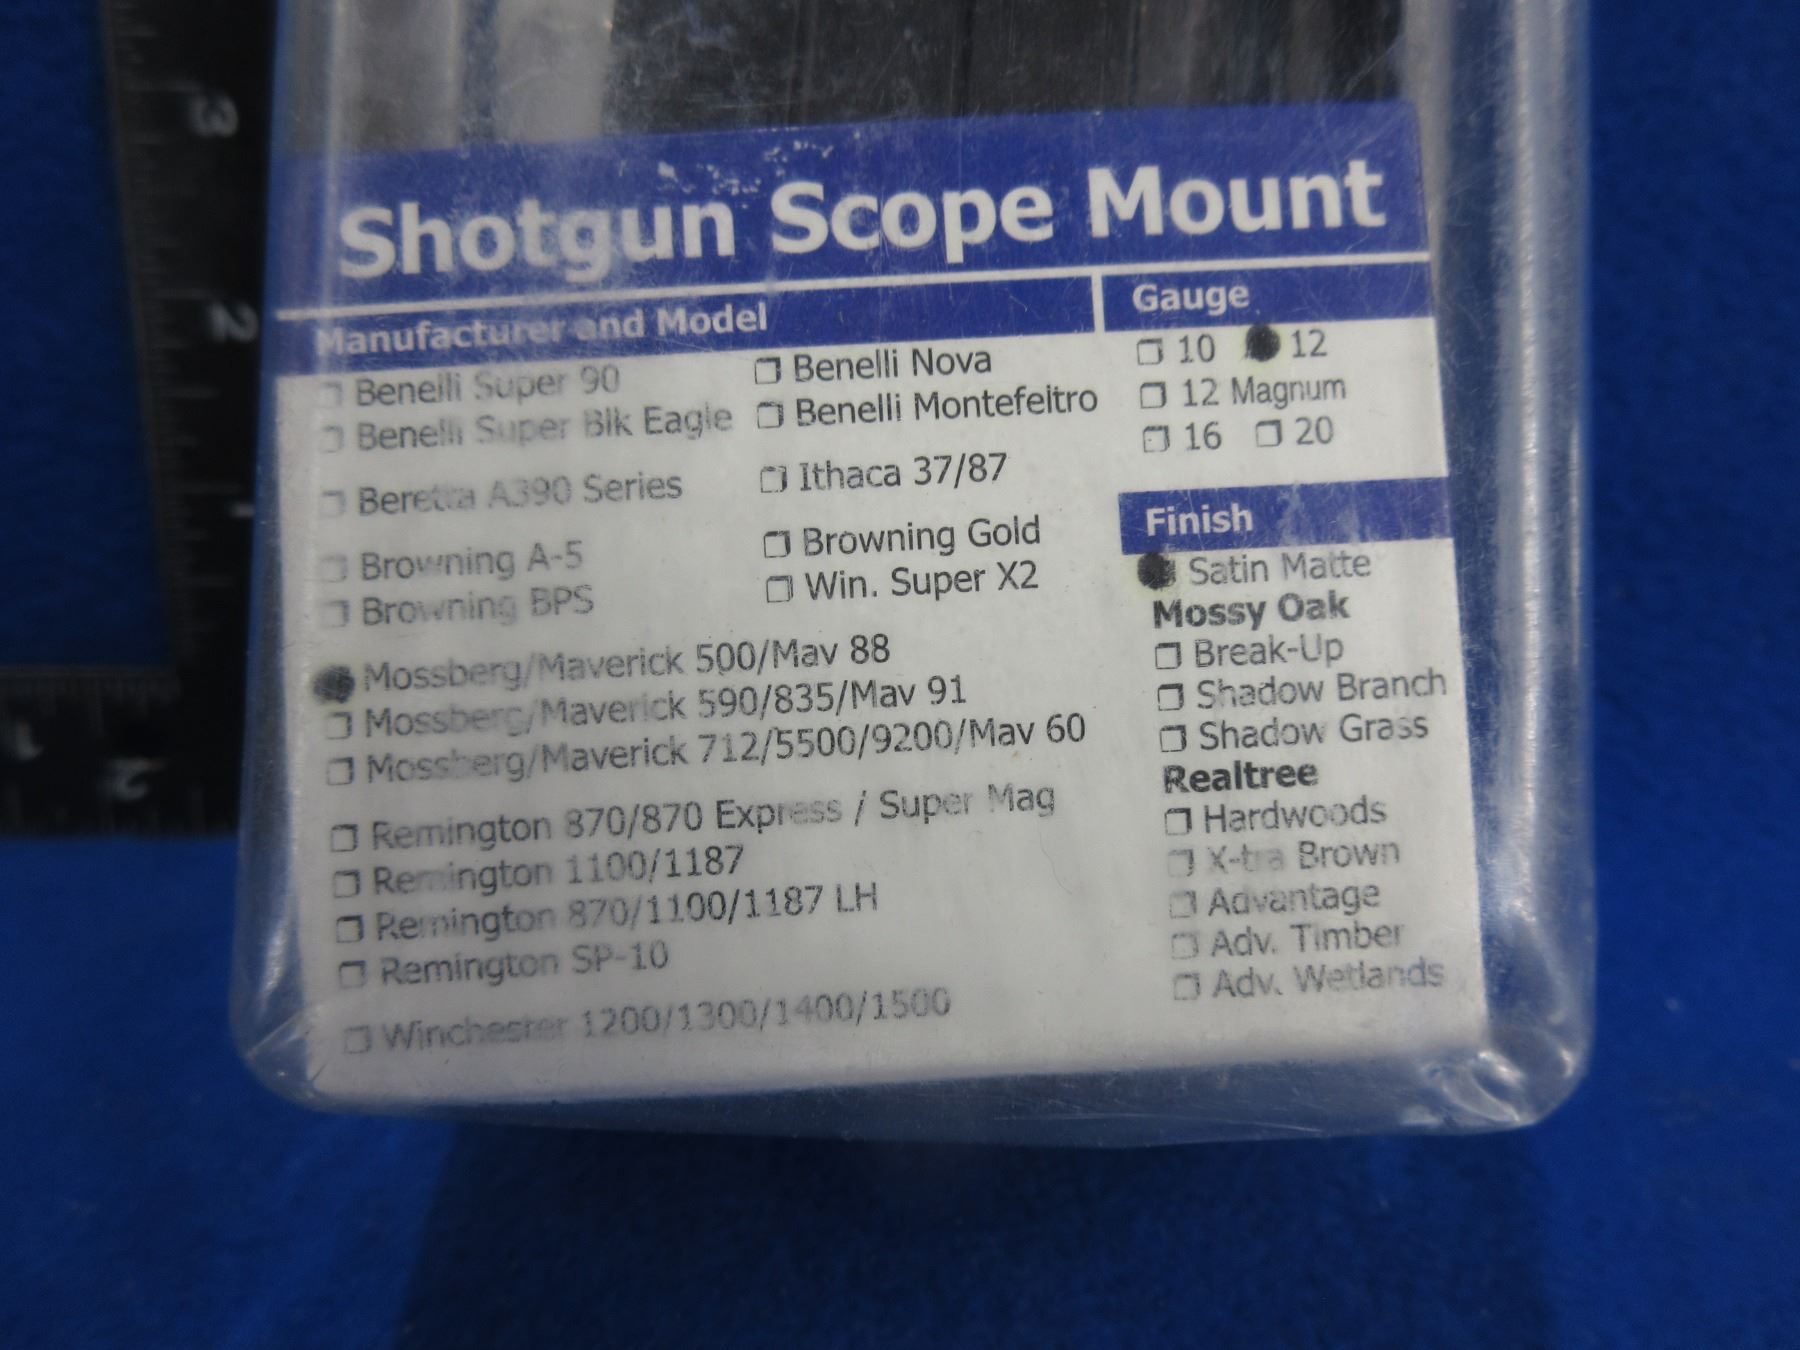 Shotgun Scope Mount
Manufacturer and Model
Benelli Super 90
Benelli Super Blk Eagle
Beretta A390 Series
Browning A-5
Browning BPS
Benelli Nova
Benelli Montefeltro
Ithaca 37/87
Browning Gold
Win. Super X2
Mossberg/Maverick 500/Mav 88
Mossberg/Maverick 590/835/Mav 91
Mossberg/Maverick 712/5500/9200/Mav 60
Remington 870/870 Express / Super Mag
Remington 1100/1187
Remington 870/1100/1187 LH
Remington SP-10
Winchester 1200/1300/1400/1500
Gauge
10 12
12 Magnum
16 20
Finish
Satin Matte
Mossy Oak
Break-Up
Shadow Branch
Shadow Grass
Realtree
Hardwoods
X-tra Brown
Advantage
Adv. Timber
Adv. Wetlands
3
2
1
1 2